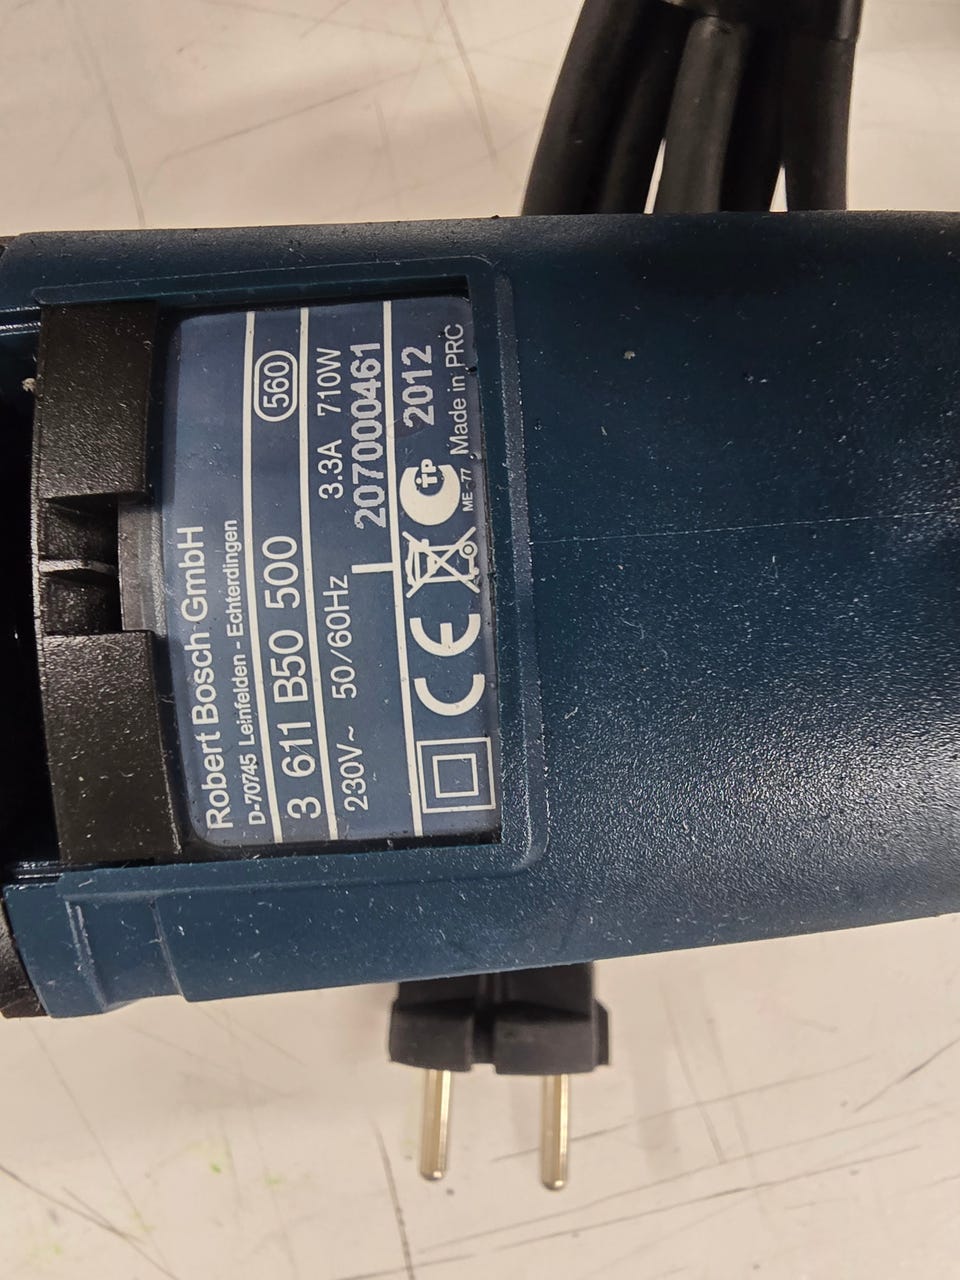 Robert Bosch GmbH
D-70745 Leinfelden - Echterdingen
3 611 B50 500 560
230V~ 50/60Hz 3.3A 710W
207000461
CE 2012
ME-77 Made in PRC